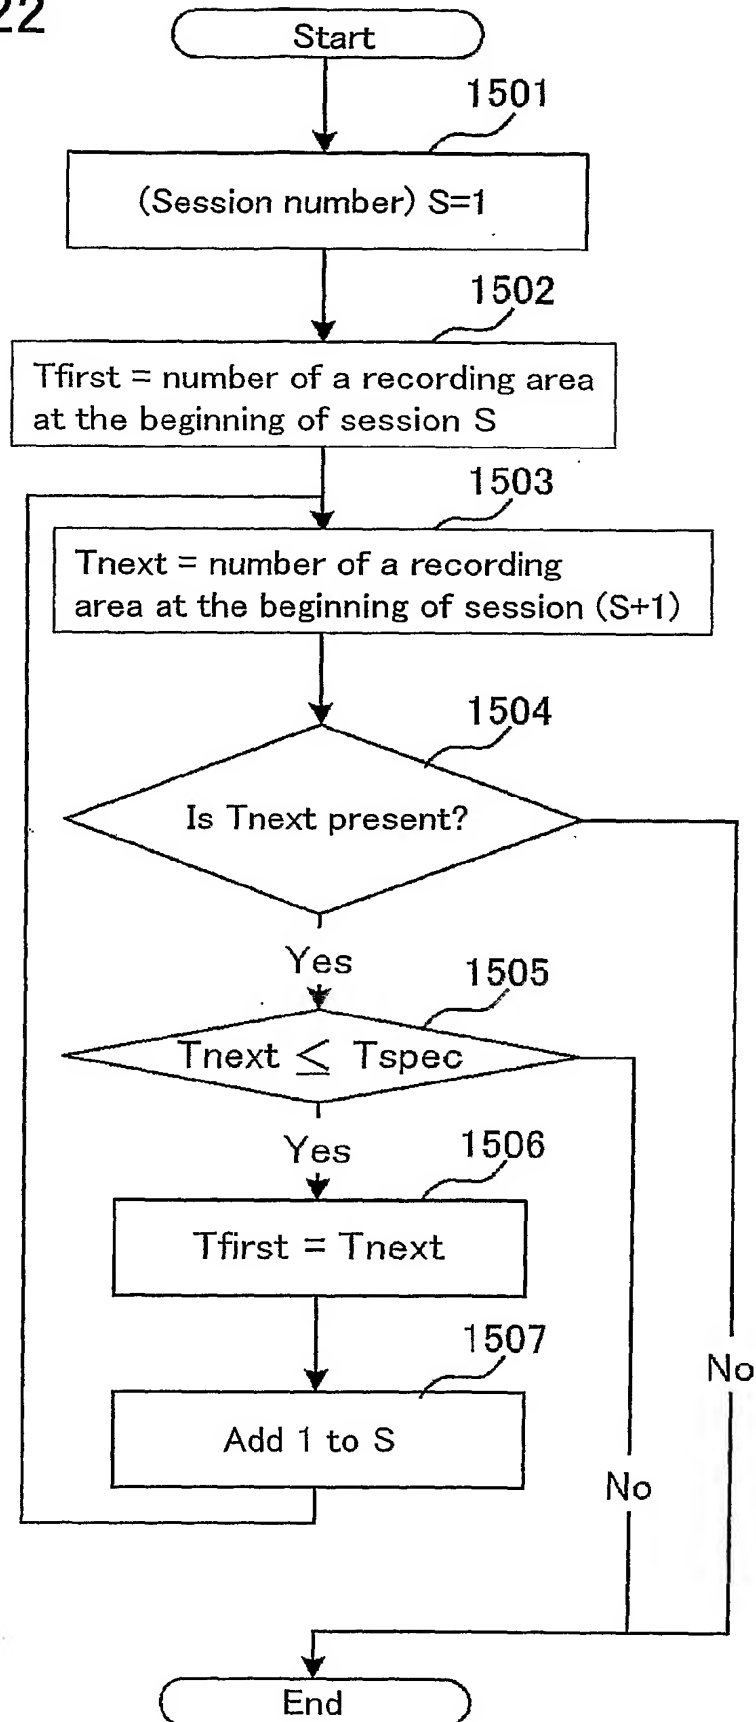 22
Start
1501
(Session number) S=1
1502
Tfirst = number of a recording area
at the beginning of session S
1503
Tnext = number of a recording
area at the beginning of session (S+1)
1504
Is Tnext present?
Yes
1505
Tnext ≦ Tspec
Yes
1506
Tfirst = Tnext
1507
No
Add 1 to S
No
End